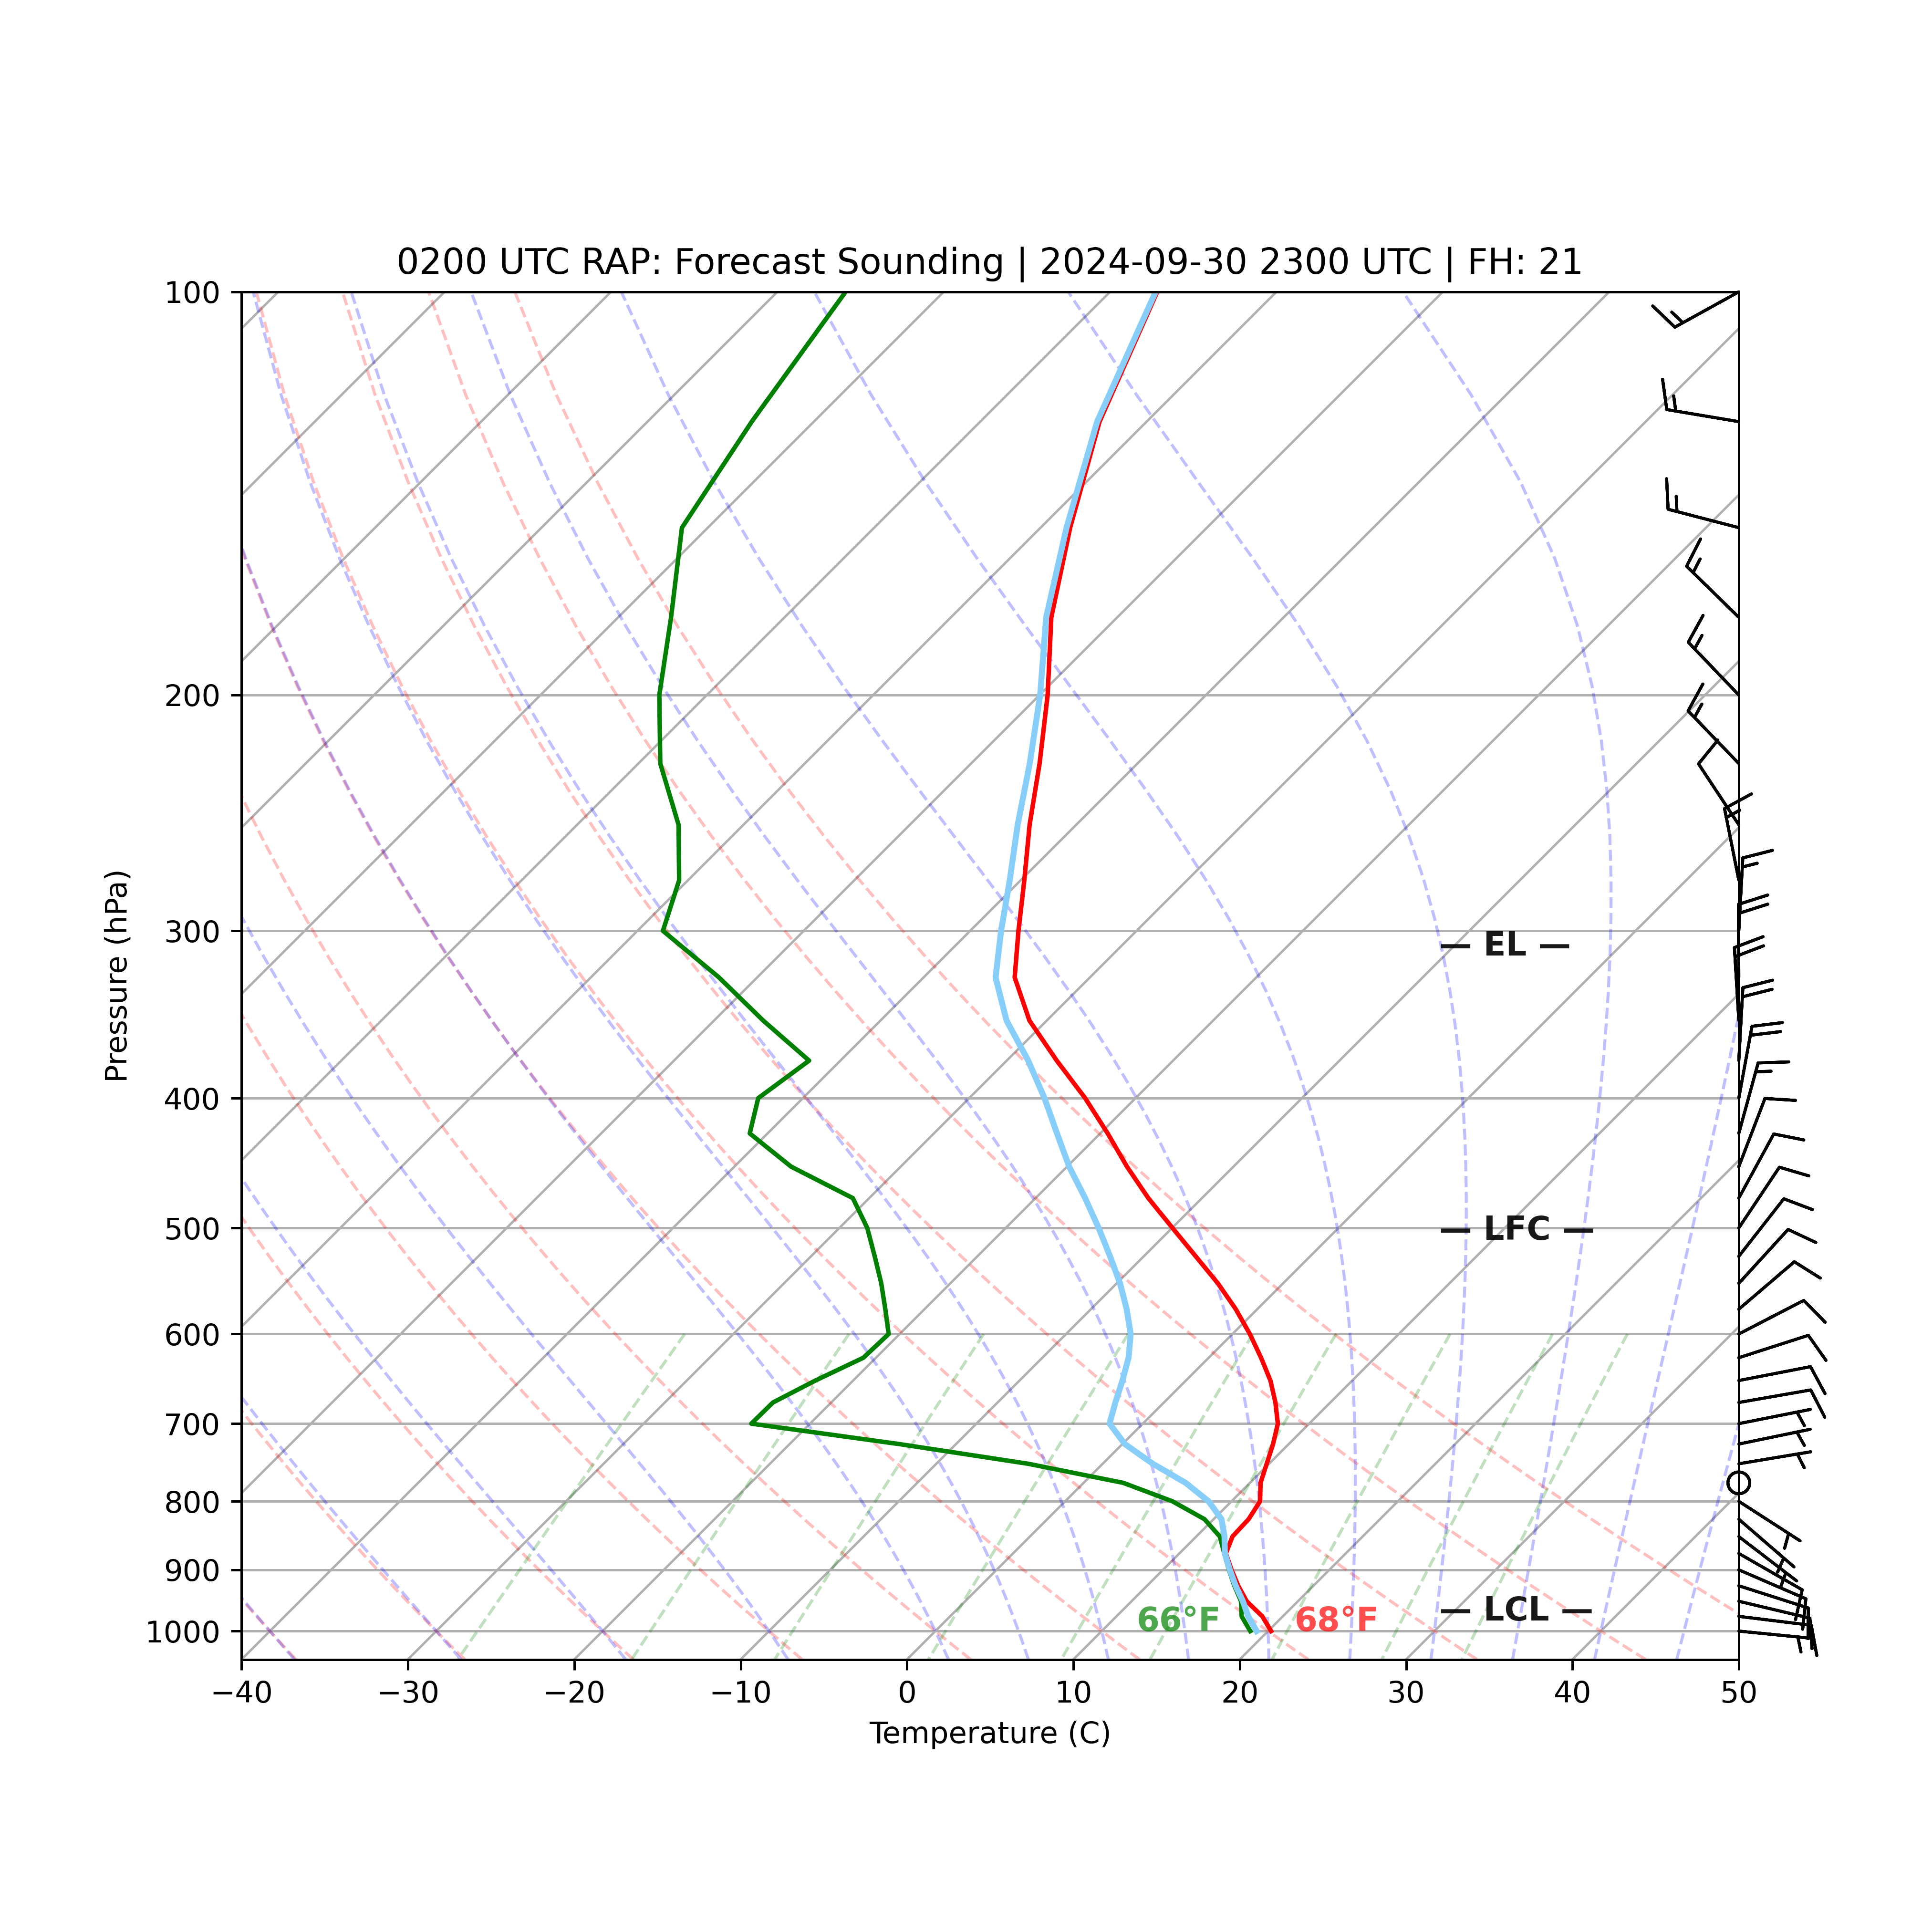 0200 UTC RAP: Forecast Sounding | 2024-09-30 2300 UTC | FH: 21
100
200
300
— EL —
Pressure (hPa)
400
500
— LFC —
600
700
800
900
1000
66°F
68°F
— LCL —
−40 −30 −20 −10 0 10 20 30 40 50
Temperature (C)